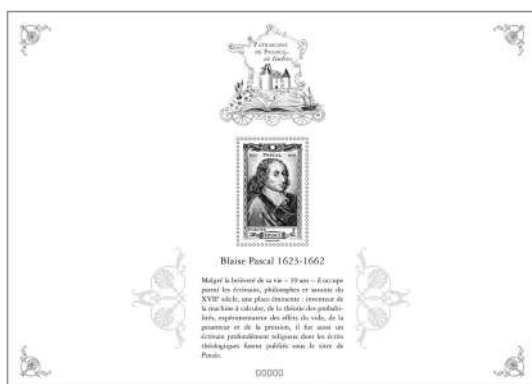 PATRIMOINE
DE FRANCE
en timbres
PASCAL
Blaise Pascal 1623-1662
Malgré la brièveté de sa vie – 39 ans – il occupe
parmi les écrivains, philosophes et savants du
XVIIᵉ siècle, une place éminente : inventeur de
la machine à calculer, de la théorie des probabi-
lités, expérimentateur des effets du vide, de la
pesanteur et de la pression, il fut aussi un
écrivain profondément religieux dont les écrits
théologiques furent publiés sous le titre de
Pensées.